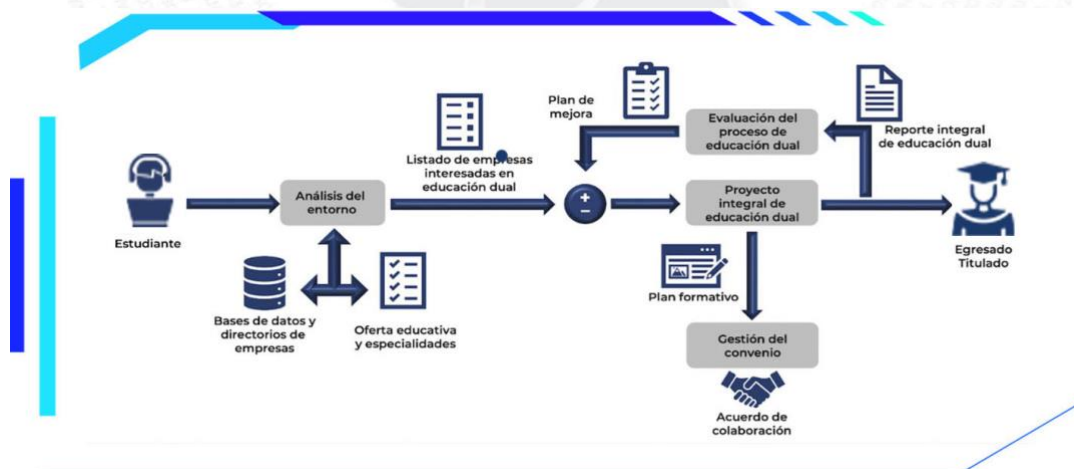 Estudiante
Análisis del
entorno
Bases de datos y
directorios de
empresas
Oferta educativa
y especialidades
Listado de empresas
interesadas en
educación dual
Plan de
mejora
+
−
Evaluación del
proceso de
educación dual
Reporte integral
de educación dual
Proyecto
integral de
educación dual
Egresado
Titulado
Plan formativo
Gestión del
convenio
Acuerdo de
colaboración